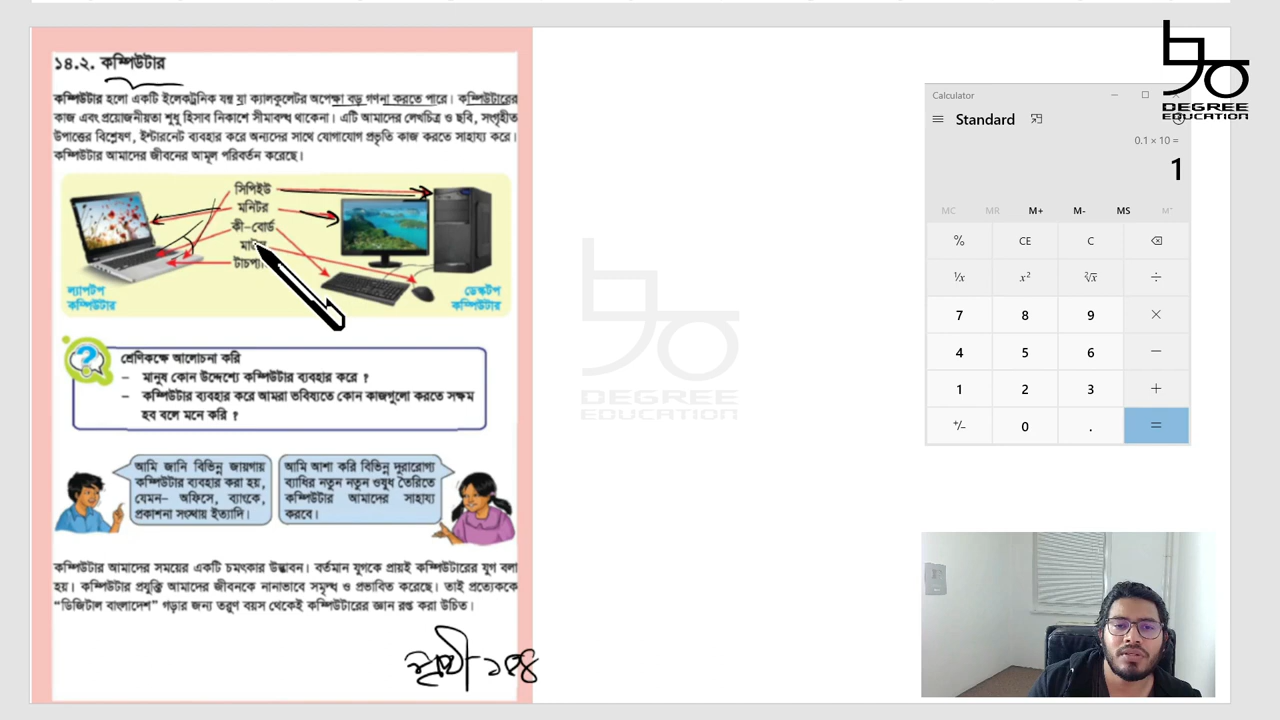 ১৪.২. কম্পিউটার
কম্পিউটার হলো একটি ইলেকট্রনিক যন্ত্র যা ক্যালকুলেটর অপেক্ষা বড় গণনা করতে পারে। কম্পিউটারের
কাজ এবং প্রয়োজনীয়তা শুধু হিসাব নিকাশে সীমাবদ্ধ থাকেনা। এটি আমাদের লেখচিত্র ও ছবি, সংগৃহীত
উপাত্তের বিশ্লেষণ, ইন্টারনেট ব্যবহার করে অন্যদের সাথে যোগাযোগ প্রভৃতি কাজ করতে সাহায্য করে।
কম্পিউটার আমাদের জীবনের আমূল পরিবর্তন করেছে।
সিপিইউ
মনিটর
কী-বোর্ড
ল্যাপটপ
কম্পিউটার
ডেস্কটপ
কম্পিউটার
শ্রেণিকক্ষে আলোচনা করি
– মানুষ কোন উদ্দেশ্যে কম্পিউটার ব্যবহার করে ?
– কম্পিউটার ব্যবহার করে আমরা ভবিষ্যতে কোন কাজগুলো করতে সক্ষম
হব বলে মনে করি ?
আমি জানি বিভিন্ন জায়গায়
কম্পিউটার ব্যবহার করা হয়,
যেমন– অফিসে, ব্যাংকে,
প্রকাশনা সংস্থায় ইত্যাদি।
আমি আশা করি বিভিন্ন দুরারোগ্য
ব্যাধির নতুন নতুন ওষুধ তৈরিতে
কম্পিউটার আমাদের সাহায্য
করবে।
কম্পিউটার আমাদের সময়ের একটি চমৎকার উদ্ভাবন। বর্তমান যুগকে প্রায়ই কম্পিউটারের যুগ বলা
হয়। কম্পিউটার প্রযুক্তি আমাদের জীবনকে নানাভাবে সমৃদ্ধ ও প্রভাবিত করেছে। তাই প্রত্যেককে
“ডিজিটাল বাংলাদেশ” গড়ার জন্য তরুণ বয়স থেকেই কম্পিউটারের জ্ঞান রপ্ত করা উচিত।
DEGREE
EDUCATION
Calculator
Standard
0.1 × 10 =
1
MC MR M+ M- MS M˅
% CE C
¹/x x² ²√x ÷
7 8 9 ×
4 5 6 −
1 2 3 +
+/− 0 . =
DEGREE
EDUCATION